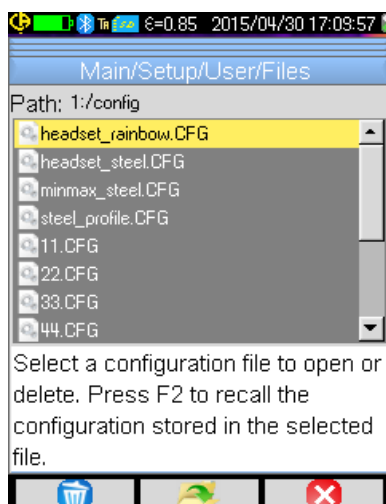 ε=0.85 2015/04/30 17:09:57
Main/Setup/User/Files
Path: 1:/config
headset_rainbow.CFG
headset_steel.CFG
minmax_steel.CFG
steel_profile.CFG
11.CFG
22.CFG
33.CFG
44.CFG
Select a configuration file to open or
delete. Press F2 to recall the
configuration stored in the selected
file.